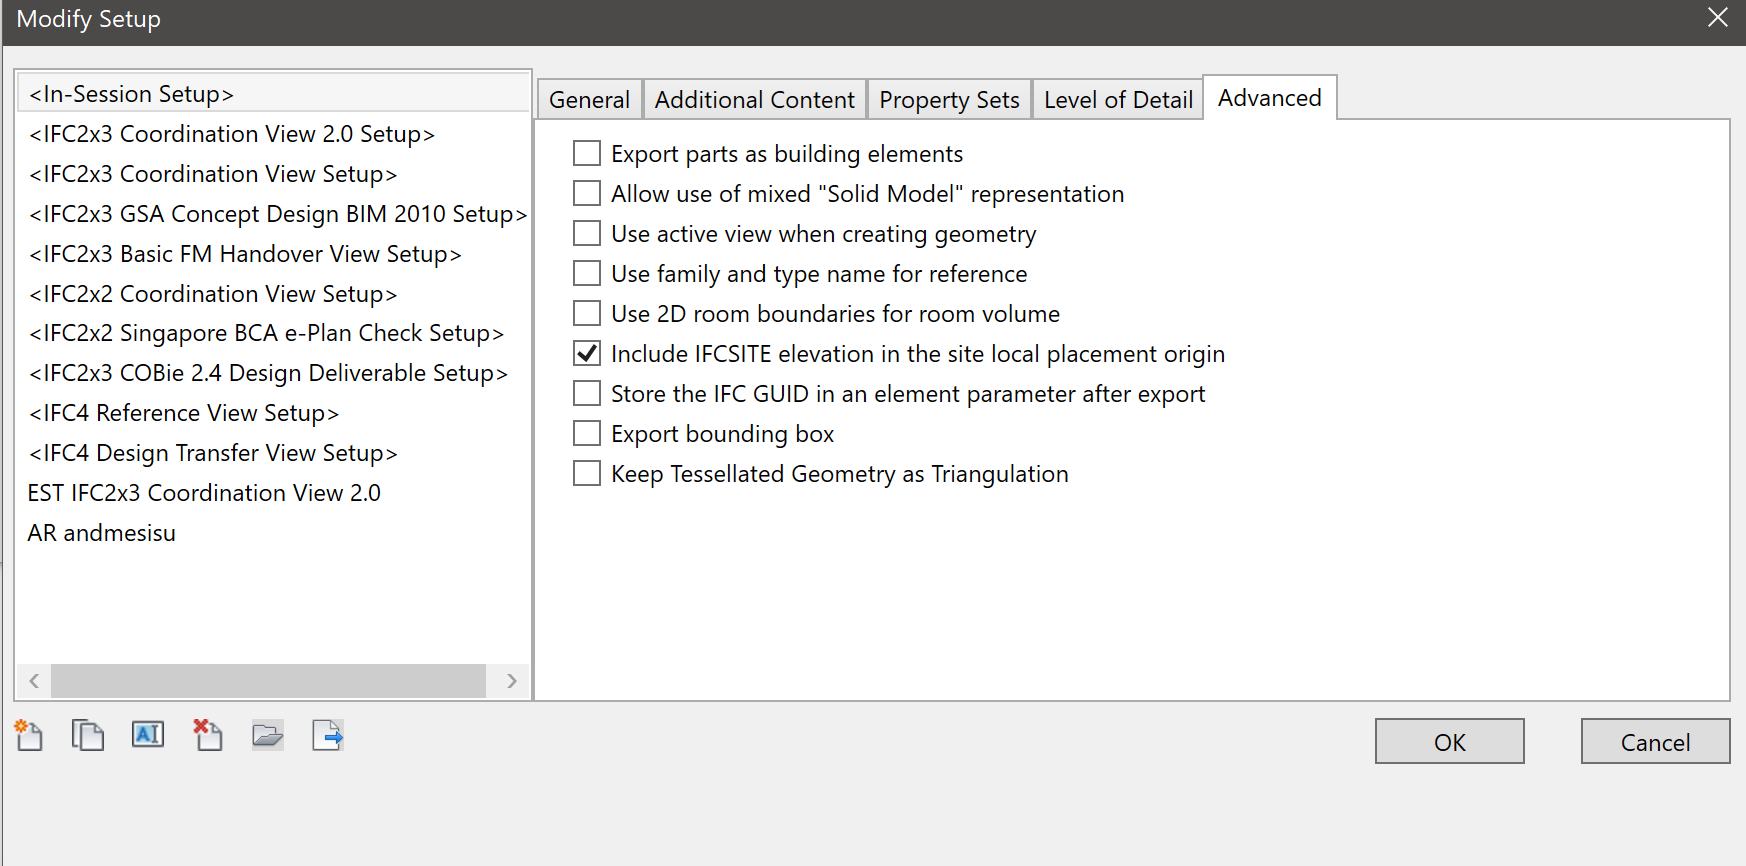 Modify Setup
<In-Session Setup>
<IFC2x3 Coordination View 2.0 Setup>
<IFC2x3 Coordination View Setup>
<IFC2x3 GSA Concept Design BIM 2010 Setup>
<IFC2x3 Basic FM Handover View Setup>
<IFC2x2 Coordination View Setup>
<IFC2x2 Singapore BCA e-Plan Check Setup>
<IFC2x3 COBie 2.4 Design Deliverable Setup>
<IFC4 Reference View Setup>
<IFC4 Design Transfer View Setup>
EST IFC2x3 Coordination View 2.0
AR andmesisu
General Additional Content Property Sets Level of Detail Advanced
Export parts as building elements
Allow use of mixed "Solid Model" representation
Use active view when creating geometry
Use family and type name for reference
Use 2D room boundaries for room volume
Include IFCSITE elevation in the site local placement origin
Store the IFC GUID in an element parameter after export
Export bounding box
Keep Tessellated Geometry as Triangulation
OK Cancel